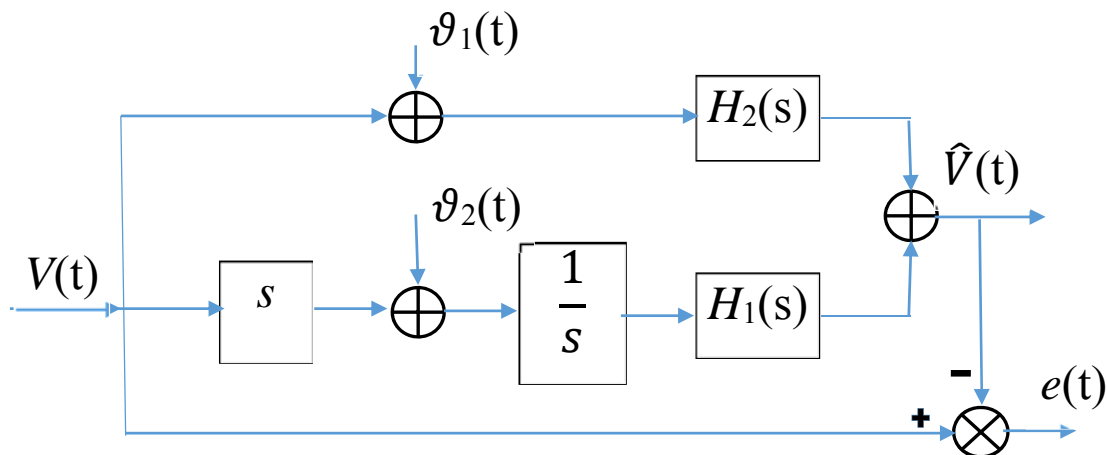 ϑ1(t)
H2(s)
V̂(t)
ϑ2(t)
V(t)
s
1
s
H1(s)
-
e(t)
+